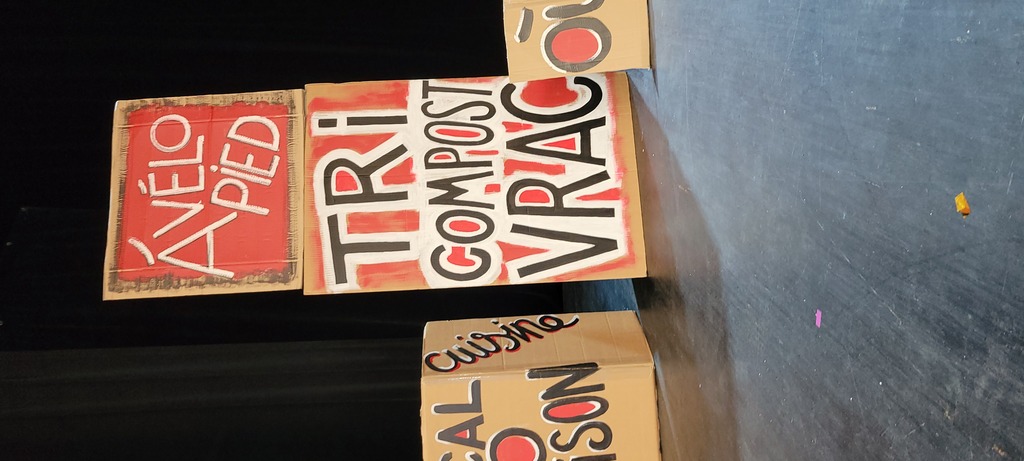 À VÉLO
À PIED
TRi
COMPOST
VRAC
cuisine